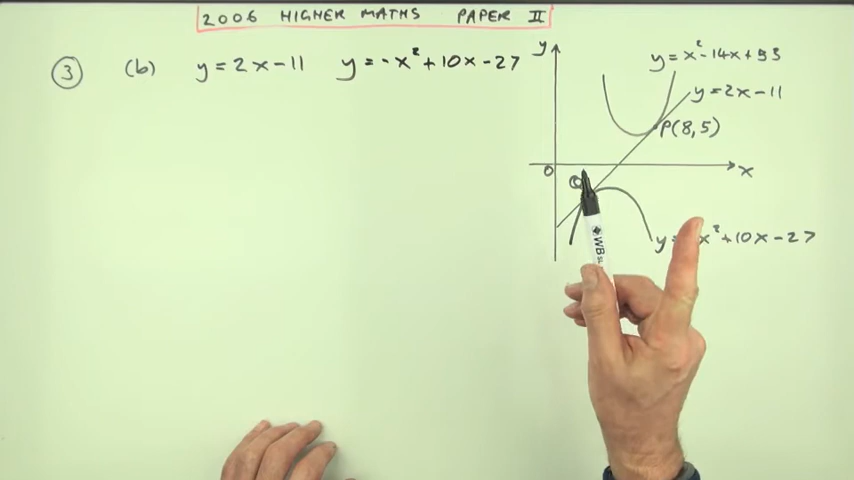 2006 HIGHER MATHS PAPER II
3 (b) y = 2x - 11 y = -x² + 10x - 27
y
y = x² - 14x + 53
y = 2x - 11
P(8,5)
0
x
Q
y = x² + 10x - 27
WB